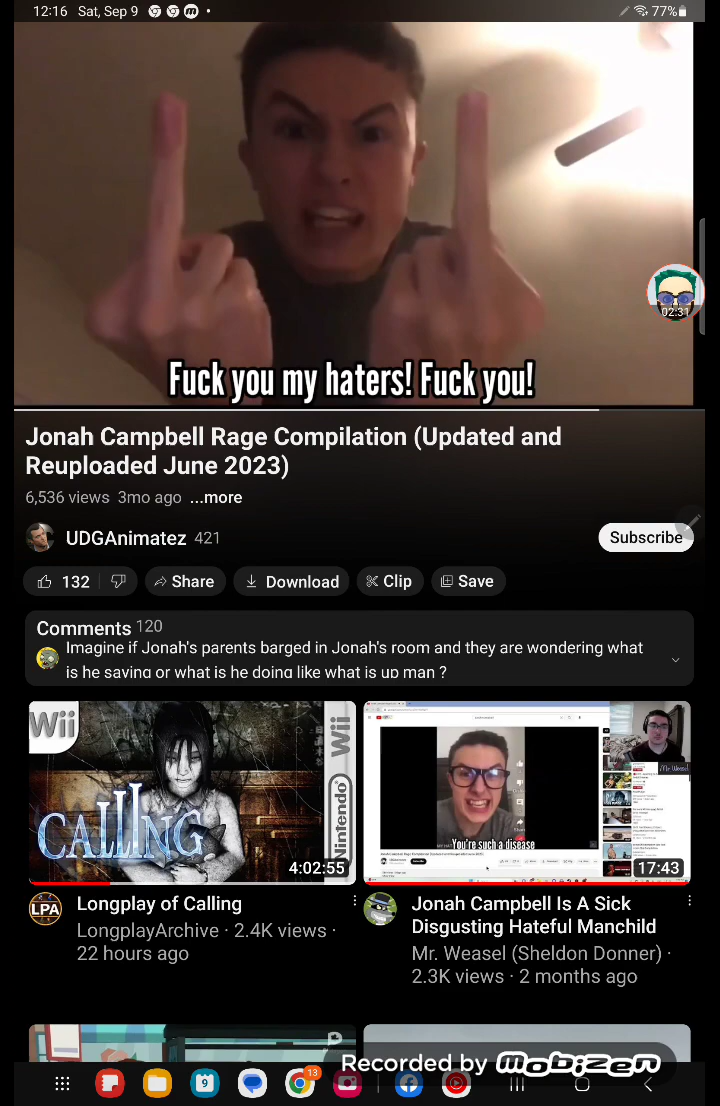 12:16 Sat, Sep 9
77%
02:31
Fuck you my haters! Fuck you!
Jonah Campbell Rage Compilation (Updated and
Reuploaded June 2023)
6,536 views 3mo ago ...more
UDGAnimatez 421
Subscribe
132
Share
Download
Clip
Save
Comments 120
Imagine if Jonah's parents barged in Jonah's room and they are wondering what
is he saying or what is he doing like what is up man ?
Wii
Wii
CALLING
Nintendo
4:02:55
You're such a disease
Mr. Weasel
17:43
LPA
Longplay of Calling
LongplayArchive · 2.4K views ·
22 hours ago
Jonah Campbell Is A Sick
Disgusting Hateful Manchild
Mr. Weasel (Sheldon Donner) ·
2.3K views · 2 months ago
Recorded by mobizen
9
13